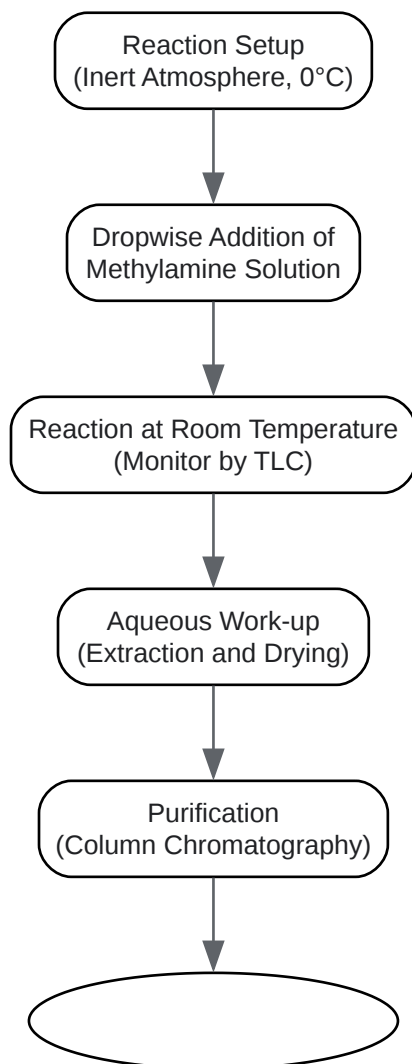 Reaction Setup
(Inert Atmosphere, 0°C)
Dropwise Addition of
Methylamine Solution
Reaction at Room Temperature
(Monitor by TLC)
Aqueous Work-up
(Extraction and Drying)
Purification
(Column Chromatography)